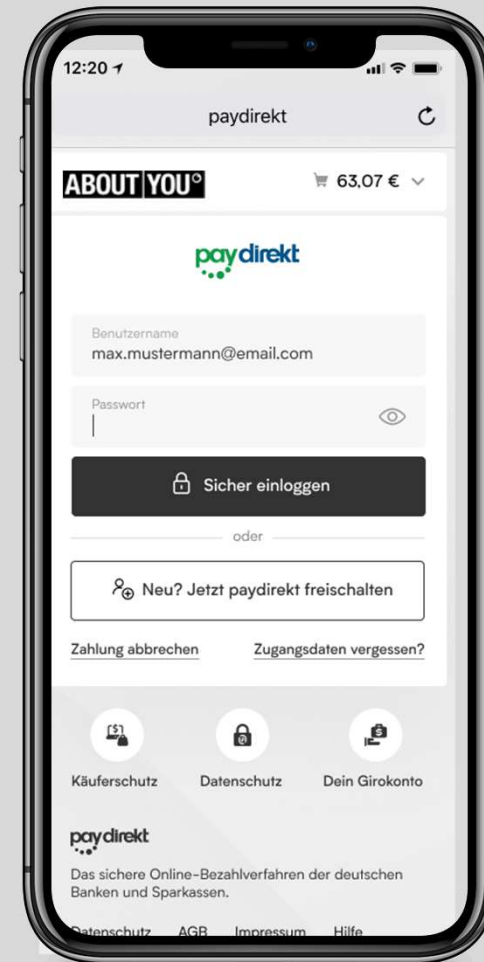 12:20
paydirekt
ABOUT YOU°
63,07 €
paydirekt
Benutzername
max.mustermann@email.com
Passwort
Sicher einloggen
oder
Neu? Jetzt paydirekt freischalten
Zahlung abbrechen Zugangsdaten vergessen?
Käuferschutz Datenschutz Dein Girokonto
paydirekt
Das sichere Online-Bezahlverfahren der deutschen
Banken und Sparkassen.
Datenschutz AGB Impressum Hilfe